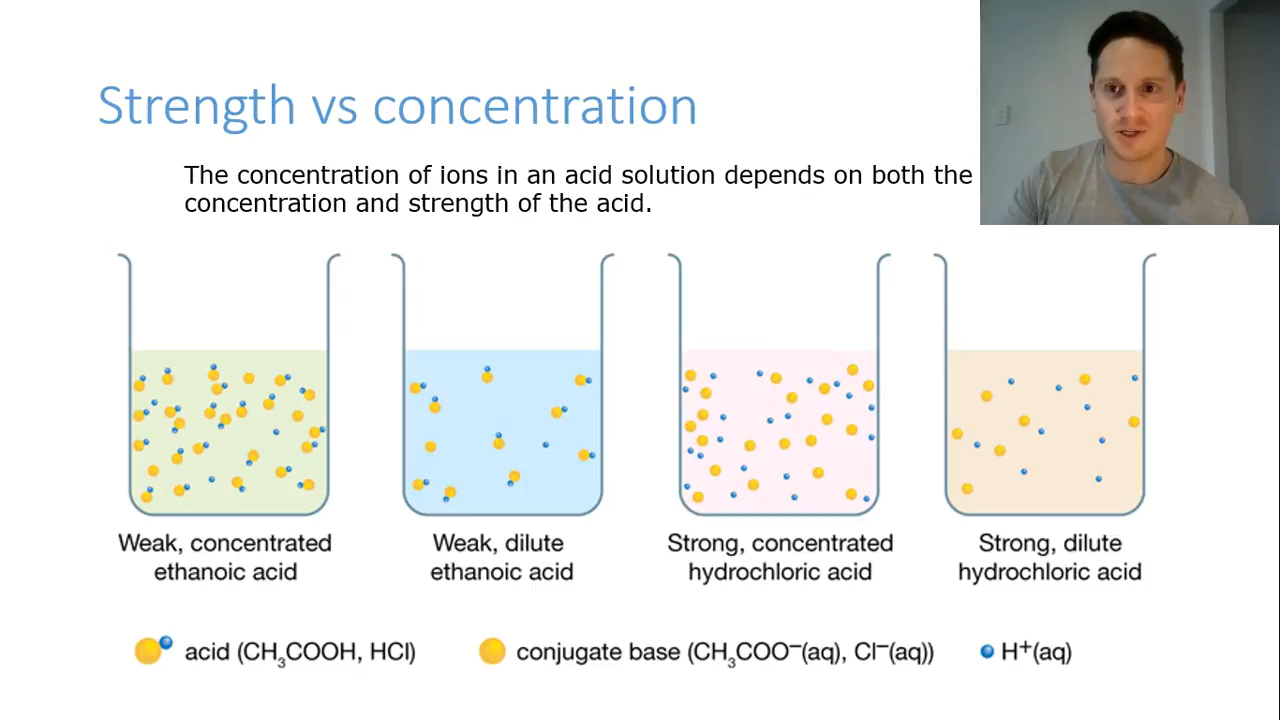 Strength vs concentration
The concentration of ions in an acid solution depends on both the
concentration and strength of the acid.
Weak, concentrated
ethanoic acid
Weak, dilute
ethanoic acid
Strong, concentrated
hydrochloric acid
Strong, dilute
hydrochloric acid
acid (CH₃COOH, HCl)
conjugate base (CH₃COO⁻(aq), Cl⁻(aq))
H⁺(aq)